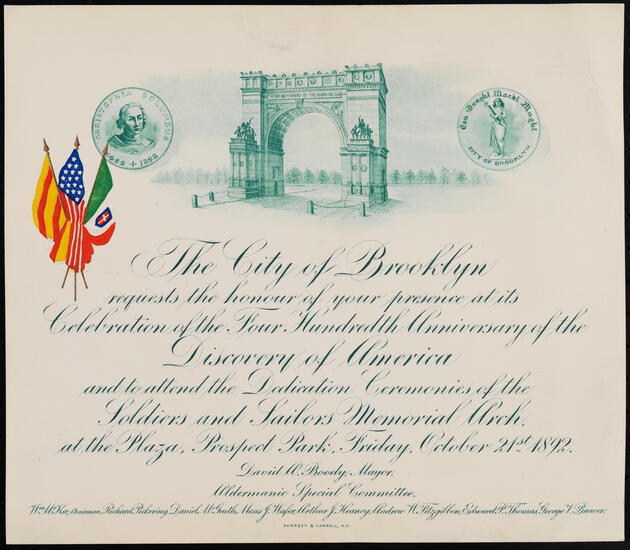 CHRISTOPHER COLUMBUS
Een Draght Mackt Maght
CITY OF BROOKLYN
The City of Brooklyn
requests the honour of your presence at its
Celebration of the Four Hundredth Anniversary of the
Discovery of America
and to attend the Dedication Ceremonies of the
Soldiers and Sailors Memorial Arch,
at the Plaza, Prospect Park, Friday, October 21st 1892.
David A. Boody, Mayor.
Aldermanic Special Committee,
Wm. McKee, Chairman, Richard Pickering, Daniel McGrath, Moses J. Wafer, Arthur J. Heaney, Andrew W. Fitzgibbon, Edward P. Thomas, George V. Brower.
DEMPSEY & CARROLL, N.Y.